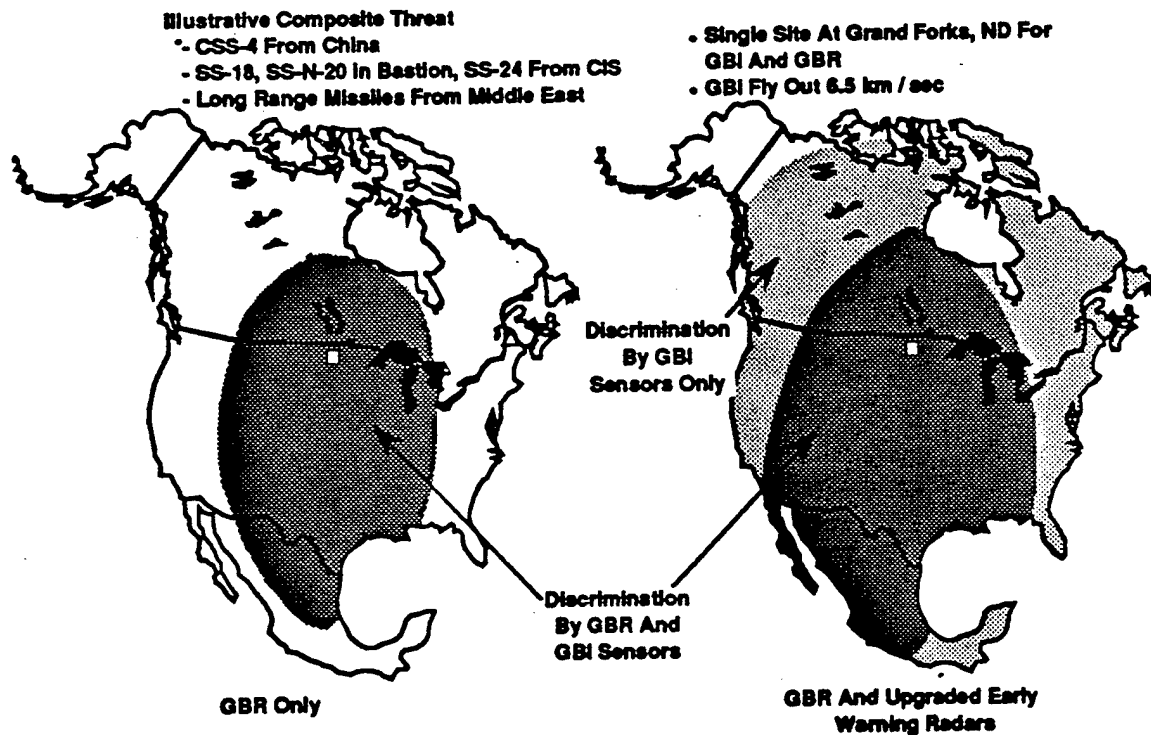 Illustrative Composite Threat
- CSS-4 From China
- SS-18, SS-N-20 in Bastion, SS-24 From CIS
- Long Range Missiles From Middle East
• Single Site At Grand Forks, ND For
GBI And GBR
• GBI Fly Out 6.5 km / sec
Discrimination
By GBI
Sensors Only
Discrimination
By GBR And
GBI Sensors
GBR Only
GBR And Upgraded Early
Warning Radars